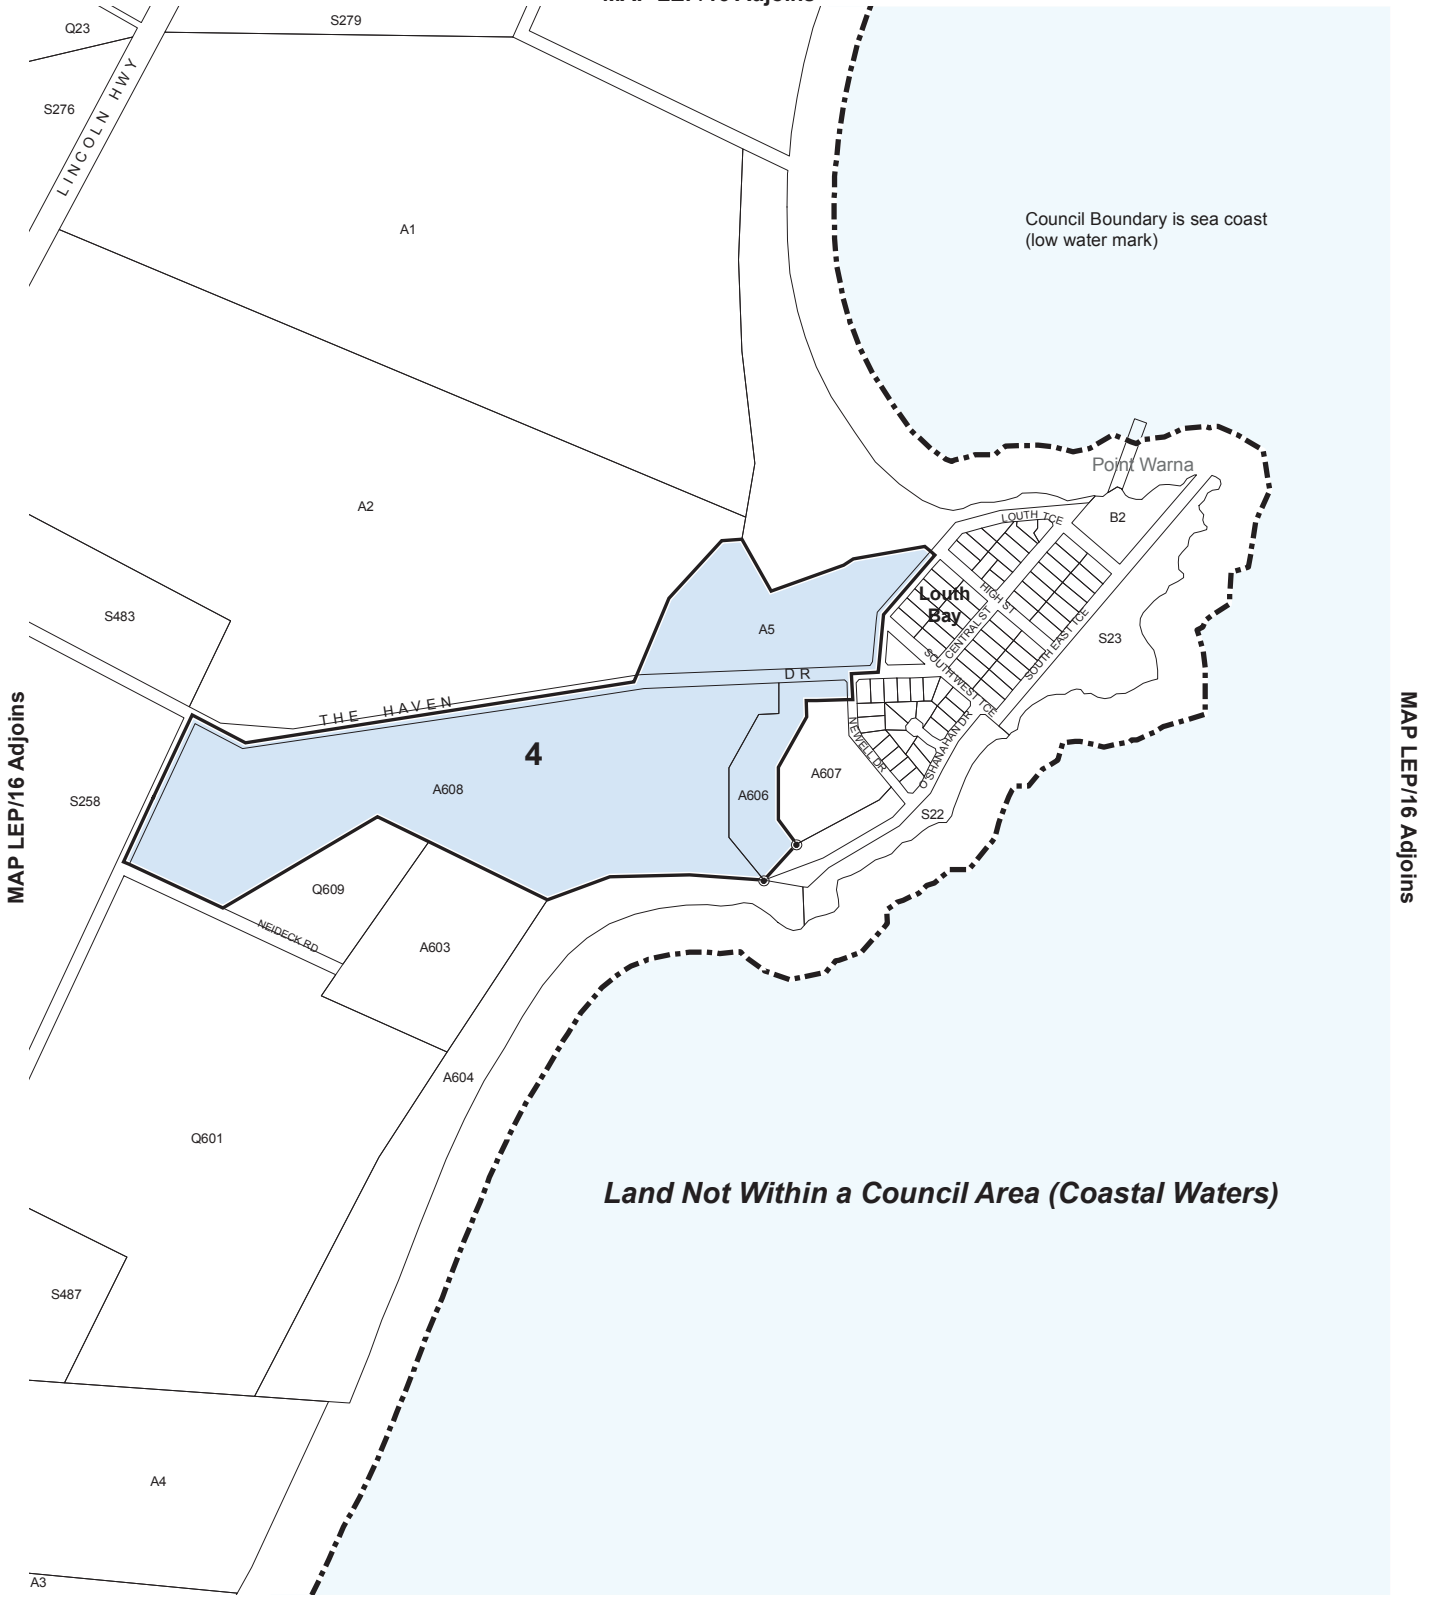 Q23
S279
S276
LINCOLN HWY
A1
Council Boundary is sea coast
(low water mark)
Point Warna
A2
B2
LOUTH TCE
HIGH ST
Louth
Bay
CENTRAL ST
S483
A5
SOUTH EAST TCE
S23
SOUTH WEST TCE
THE HAVEN DR
4
NEWELL DR
O'SHANAHAN DR
MAP LEP/16 Adjoins
MAP LEP/16 Adjoins
S258
A608
A606
A607
S22
Q609
NEIDECK RD
A603
A604
Q601
Land Not Within a Council Area (Coastal Waters)
S487
A4
A3